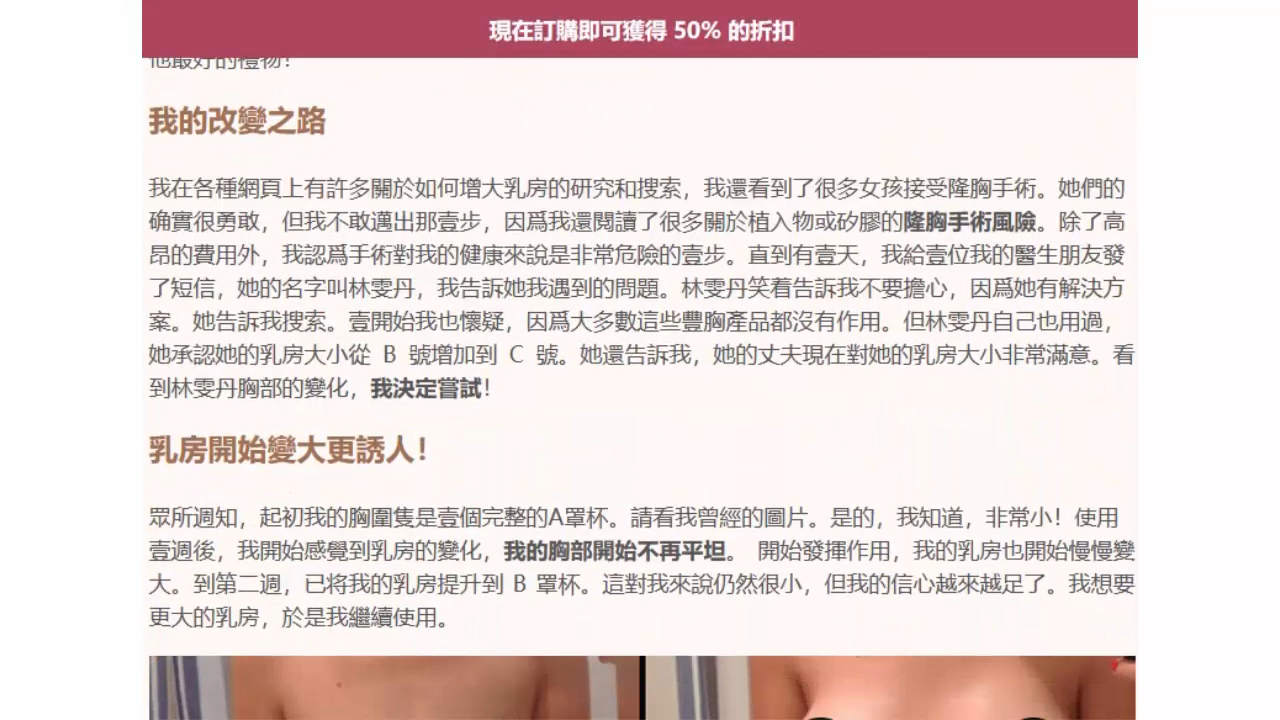 現在訂購即可獲得 50% 的折扣
他最好的禮物！
我的改變之路
我在各種網頁上有許多關於如何增大乳房的研究和搜索，我還看到了很多女孩接受隆胸手術。她們的
确實很勇敢，但我不敢邁出那壹步，因爲我還閱讀了很多關於植入物或矽膠的隆胸手術風險。除了高
昂的費用外，我認爲手術對我的健康來說是非常危險的壹步。直到有壹天，我給壹位我的醫生朋友發
了短信，她的名字叫林雯丹，我告訴她我遇到的問題。林雯丹笑着告訴我不要擔心，因爲她有解決方
案。她告訴我搜索。壹開始我也懷疑，因爲大多數這些豐胸產品都沒有作用。但林雯丹自己也用過，
她承認她的乳房大小從 B 號增加到 C 號。她還告訴我，她的丈夫現在對她的乳房大小非常滿意。看
到林雯丹胸部的變化，我決定嘗試！
乳房開始變大更誘人！
眾所週知，起初我的胸圍隻是壹個完整的A罩杯。請看我曾經的圖片。是的，我知道，非常小！使用
壹週後，我開始感覺到乳房的變化，我的胸部開始不再平坦。 開始發揮作用，我的乳房也開始慢慢變
大。到第二週，已将我的乳房提升到 B 罩杯。這對我來說仍然很小，但我的信心越來越足了。我想要
更大的乳房，於是我繼續使用。